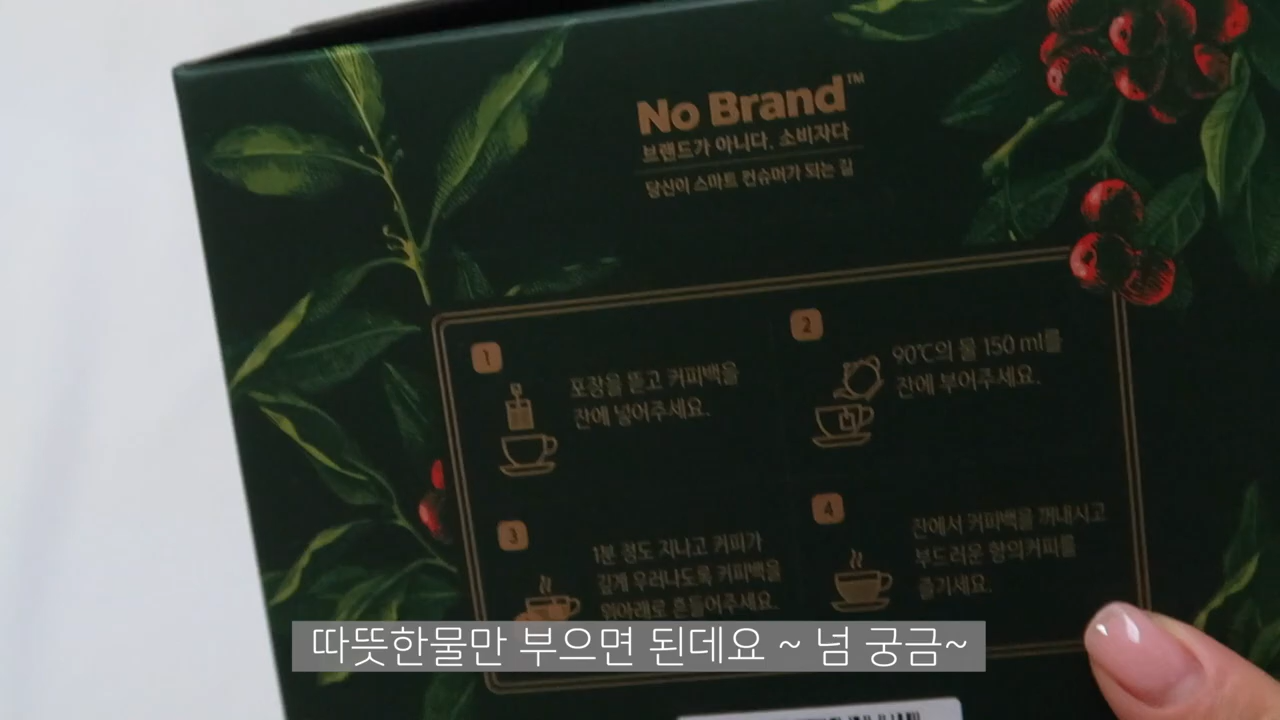 No Brand™
브랜드가 아니다. 소비자다
당신이 스마트 컨슈머가 되는 길
1
포장을 뜯고 커피백을
잔에 넣어주세요.
2
90℃의 물 150 ml를
잔에 부어주세요.
3
1분 정도 지나고 커피가
깊게 우러나도록 커피백을
위아래로 흔들어주세요.
4
잔에서 커피백을 꺼내시고
부드러운 향의커피를
즐기세요.
따뜻한물만 부으면 된데요 ~ 넘 궁금~